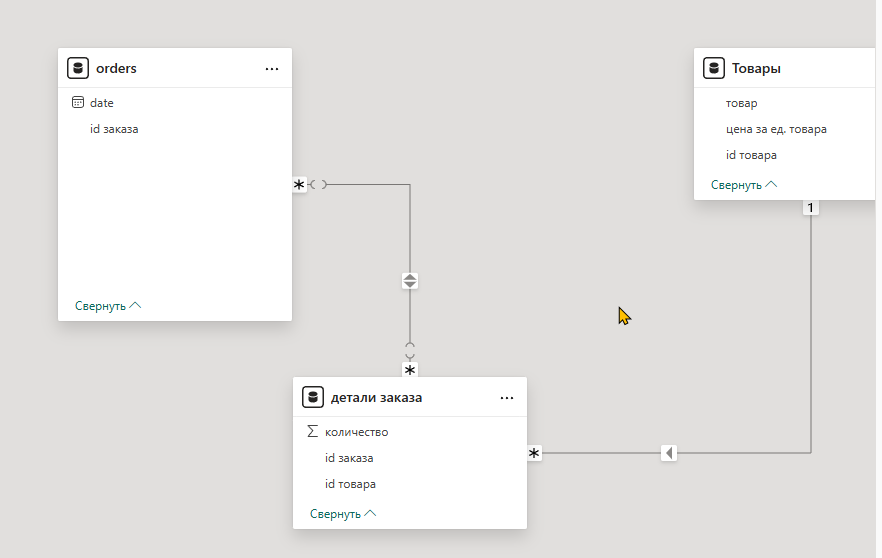 orders
date
id заказа
Свернуть
Товары
товар
цена за ед. товара
id товара
Свернуть
1
*
*
детали заказа
количество
id заказа
id товара
Свернуть
*